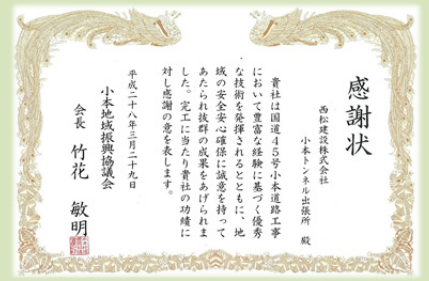 感謝状
西松建設株式会社
小本トンネル出張所 殿
貴社は国道45号小本道路工事
において豊富な経験に基づく優秀
な技術を発揮されるとともに、地
域の安全安心確保に誠意を持って
あたられ抜群の成果をあげられま
した。完工に当たり貴社の功績に
対し感謝の意を表します。
平成二十八年三月二十九日
小本地域振興協議会
会長 竹花 敏明